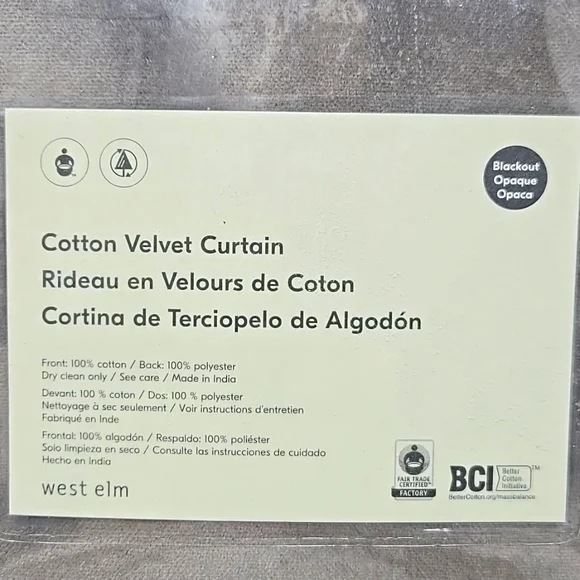 Blackout
Opaque
Opaca
Cotton Velvet Curtain
Rideau en Velours de Coton
Cortina de Terciopelo de Algodón
Front: 100% cotton / Back: 100% polyester
Dry clean only / See care / Made in India
Devant: 100 % coton / Dos: 100 % polyester
Nettoyage à sec seulement / Voir instructions d'entretien
Fabriqué en Inde
Frontal: 100% algodón / Respaldo: 100% poliéster
Solo limpieza en seco / Consulte las instrucciones de cuidado
Hecho en India
west elm
FAIR TRADE
CERTIFIED™
FACTORY
BCI
Better
Cotton
Initiative
™
BetterCotton.org/massbalance